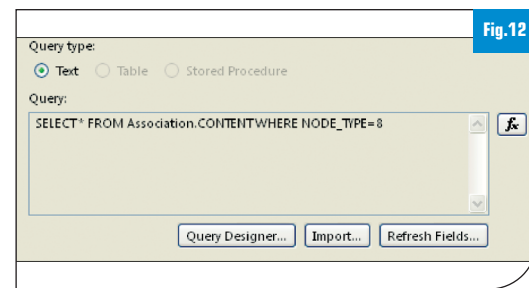 Fig.12
Query type:
Text Table Stored Procedure
Query:
SELECT* FROM Association.CONTENTWHERE NODE_TYPE=8
fx
Query Designer... Import... Refresh Fields...